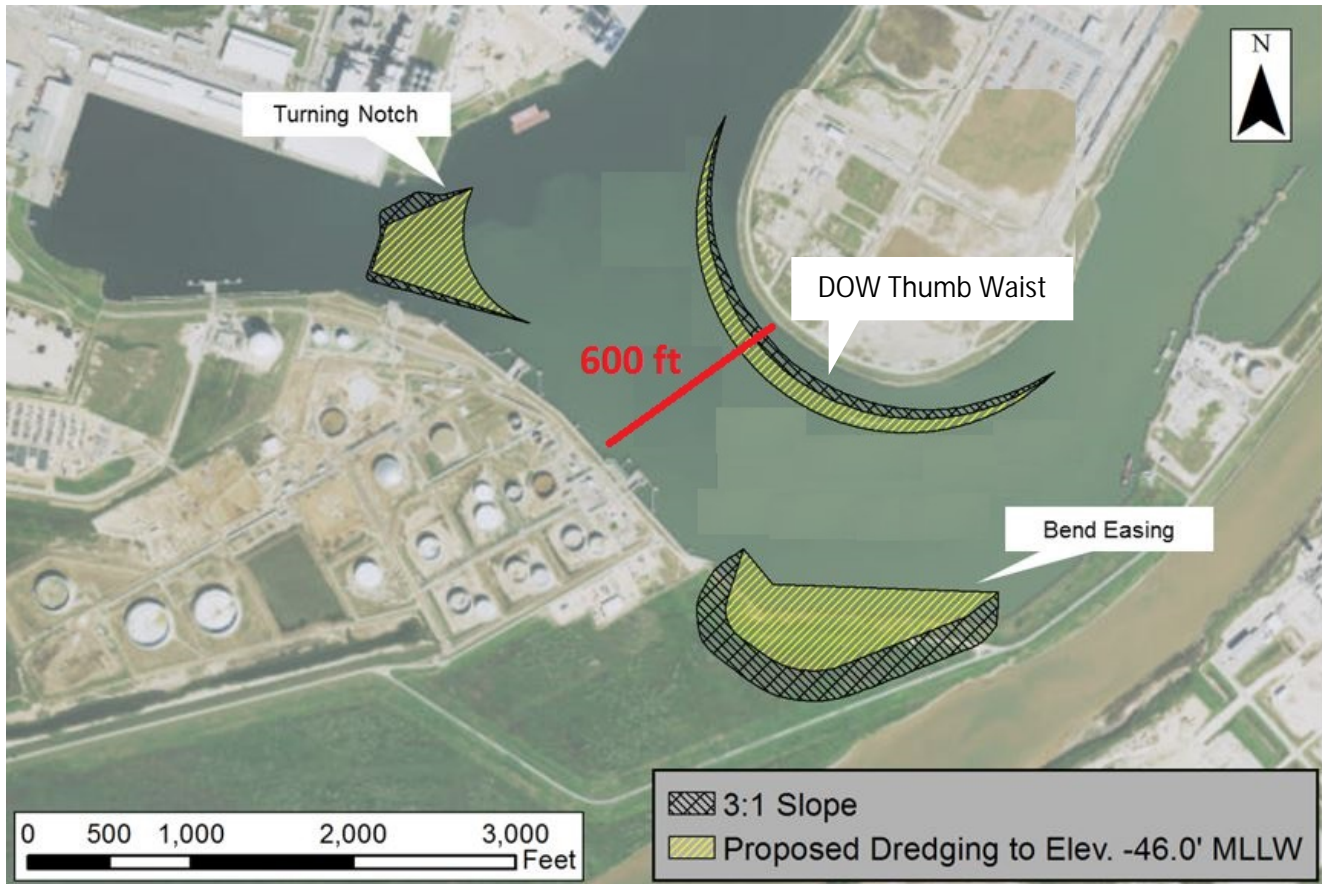 N
Turning Notch
DOW Thumb Waist
600 ft
Bend Easing
0 500 1,000 2,000 3,000
Feet
3:1 Slope
Proposed Dredging to Elev. -46.0' MLLW